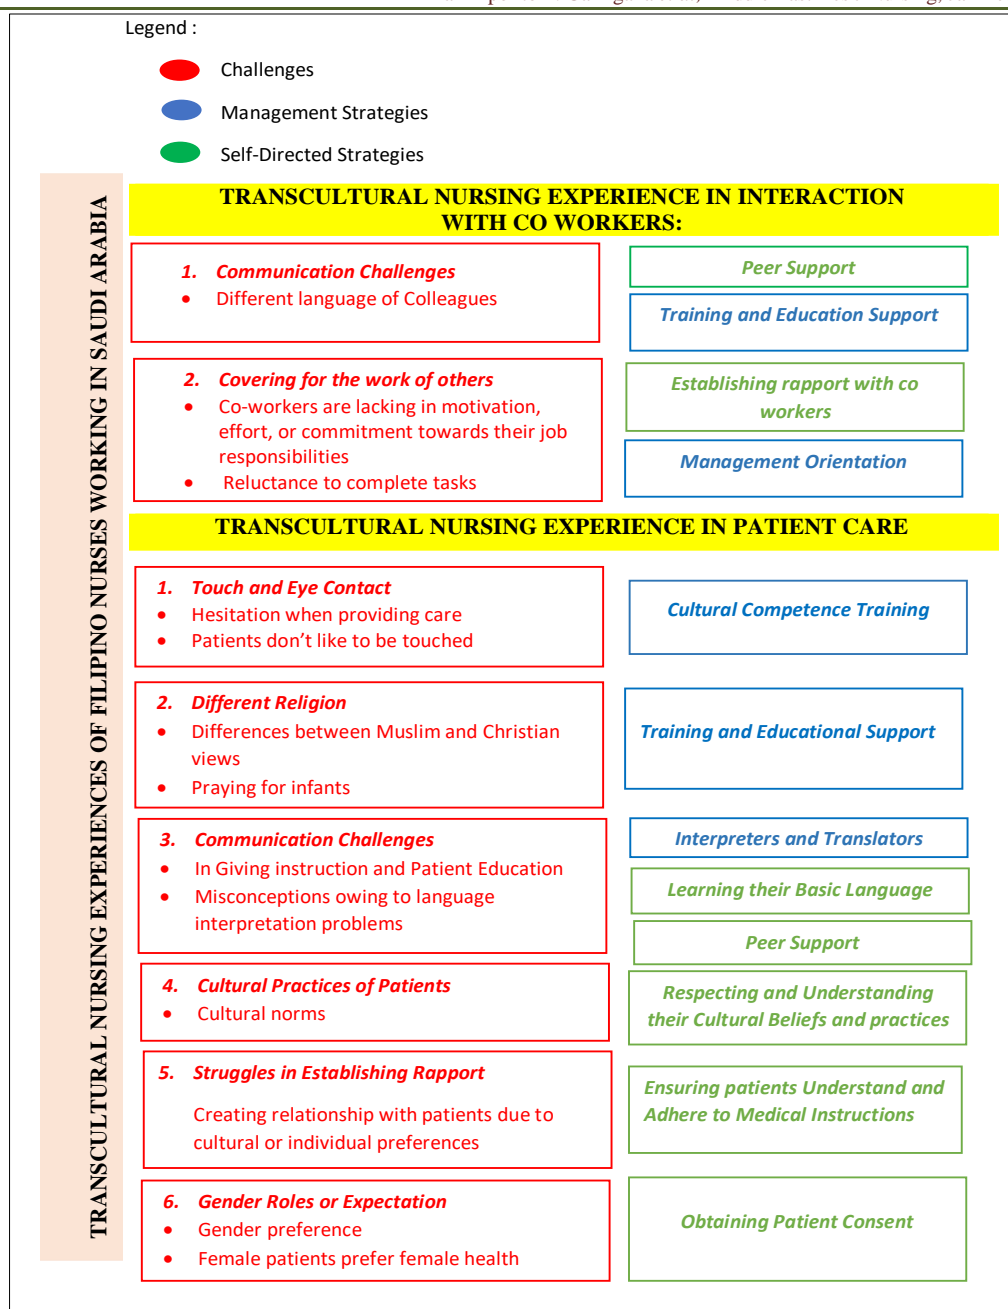 Legend :
Challenges
Management Strategies
Self-Directed Strategies
TRANSCULTURAL NURSING EXPERIENCES OF FILIPINO NURSES WORKING IN SAUDI ARABIA
TRANSCULTURAL NURSING EXPERIENCE IN INTERACTION
WITH CO WORKERS:
1. Communication Challenges
• Different language of Colleagues
Peer Support
Training and Education Support
2. Covering for the work of others
• Co-workers are lacking in motivation,
effort, or commitment towards their job
responsibilities
• Reluctance to complete tasks
Establishing rapport with co
workers
Management Orientation
TRANSCULTURAL NURSING EXPERIENCE IN PATIENT CARE
1. Touch and Eye Contact
• Hesitation when providing care
• Patients don’t like to be touched
Cultural Competence Training
2. Different Religion
• Differences between Muslim and Christian
views
• Praying for infants
Training and Educational Support
3. Communication Challenges
• In Giving instruction and Patient Education
• Misconceptions owing to language
interpretation problems
Interpreters and Translators
Learning their Basic Language
Peer Support
4. Cultural Practices of Patients
• Cultural norms
Respecting and Understanding
their Cultural Beliefs and practices
5. Struggles in Establishing Rapport
Creating relationship with patients due to
cultural or individual preferences
Ensuring patients Understand and
Adhere to Medical Instructions
6. Gender Roles or Expectation
• Gender preference
• Female patients prefer female health
Obtaining Patient Consent